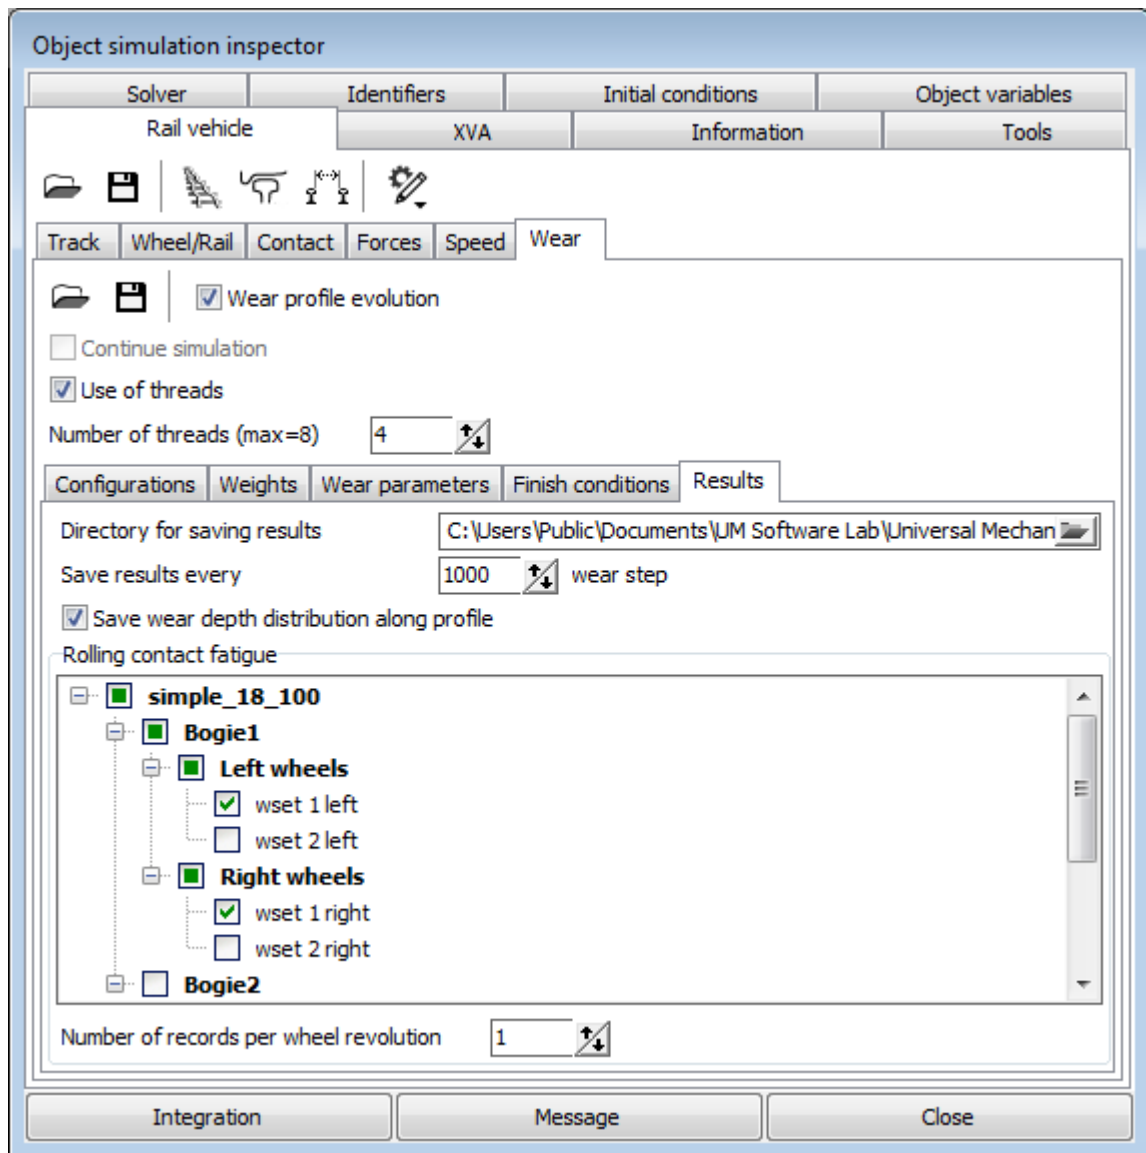 Object simulation inspector
Solver Identifiers Initial conditions Object variables
Rail vehicle XVA Information Tools
Track Wheel/Rail Contact Forces Speed Wear
Wear profile evolution
Continue simulation
Use of threads
Number of threads (max=8) 4
Configurations Weights Wear parameters Finish conditions Results
Directory for saving results C:\Users\Public\Documents\UM Software Lab\Universal Mechan
Save results every 1000 wear step
Save wear depth distribution along profile
Rolling contact fatigue
simple_18_100
Bogie1
Left wheels
wset 1 left
wset 2 left
Right wheels
wset 1 right
wset 2 right
Bogie2
Number of records per wheel revolution 1
Integration Message Close